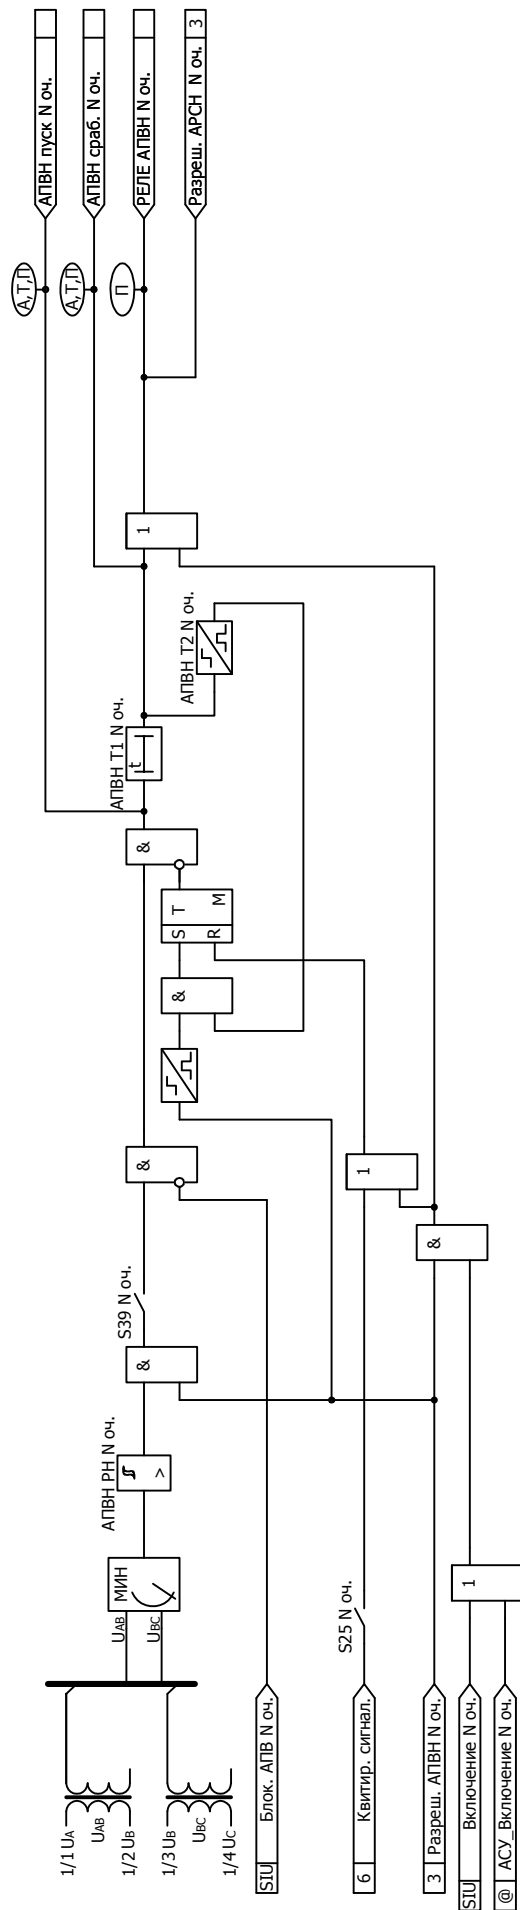 1/1 UA
UAB
1/2 UB
1/3 UB
UBC
1/4 UC
UAB
UBC
МИН
АПВН РН N оч.
>
&
S39 N оч.
&
&
АПВН Т1 N оч.
t
АПВН Т2 N оч.
1
&
S T
R M
А,Т,П
А,Т,П
П
АПВН пуск N оч.
АПВН сраб. N оч.
РЕЛЕ АПВН N оч.
Разреш. АРСН N оч. 3
SIU Блок. АПВ N оч.
6 Квитир. сигнал.
S25 N оч.
1
3 Разреш. АПВН N оч.
&
SIU Включение N оч.
@ АСУ_Включение N оч.
1